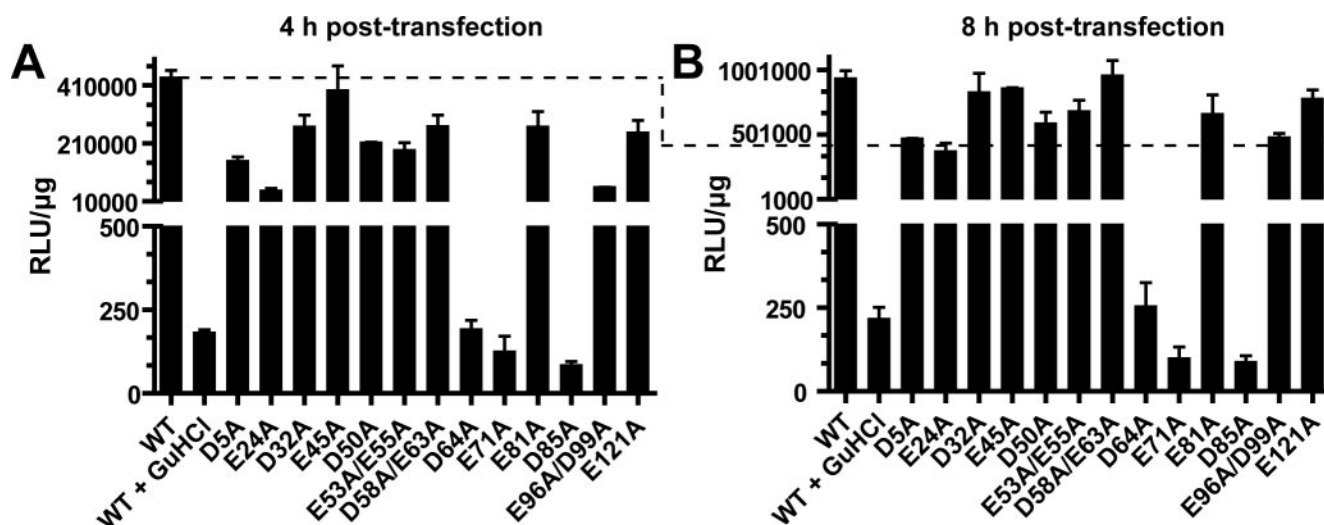 4 h post-transfection
A
RLU/µg
410000
210000
10000
500
250
0
WT
WT + GuHCl
D5A
E24A
D32A
E45A
D50A
E53A/E55A
D58A/E63A
D64A
E71A
E81A
D85A
E96A/D99A
E121A
8 h post-transfection
B
RLU/µg
1001000
501000
1000
500
250
0
WT
WT + GuHCl
D5A
E24A
D32A
E45A
D50A
E53A/E55A
D58A/E63A
D64A
E71A
E81A
D85A
E96A/D99A
E121A